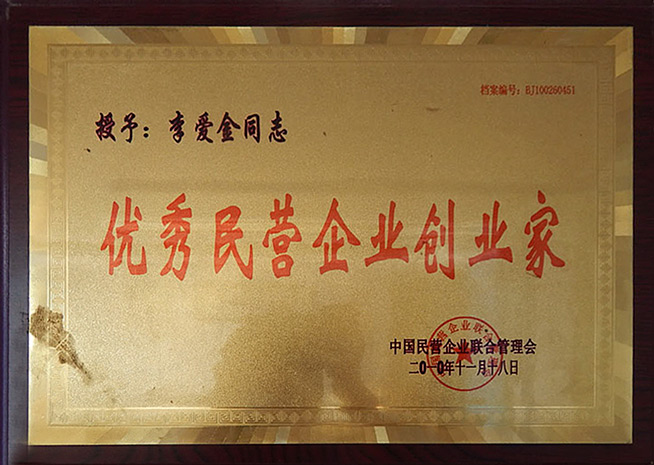 档案编号：BJ100260451
授予：李爱金同志
优秀民营企业创业家
中国民营企业联合管理会
二0一0年十一月十八日